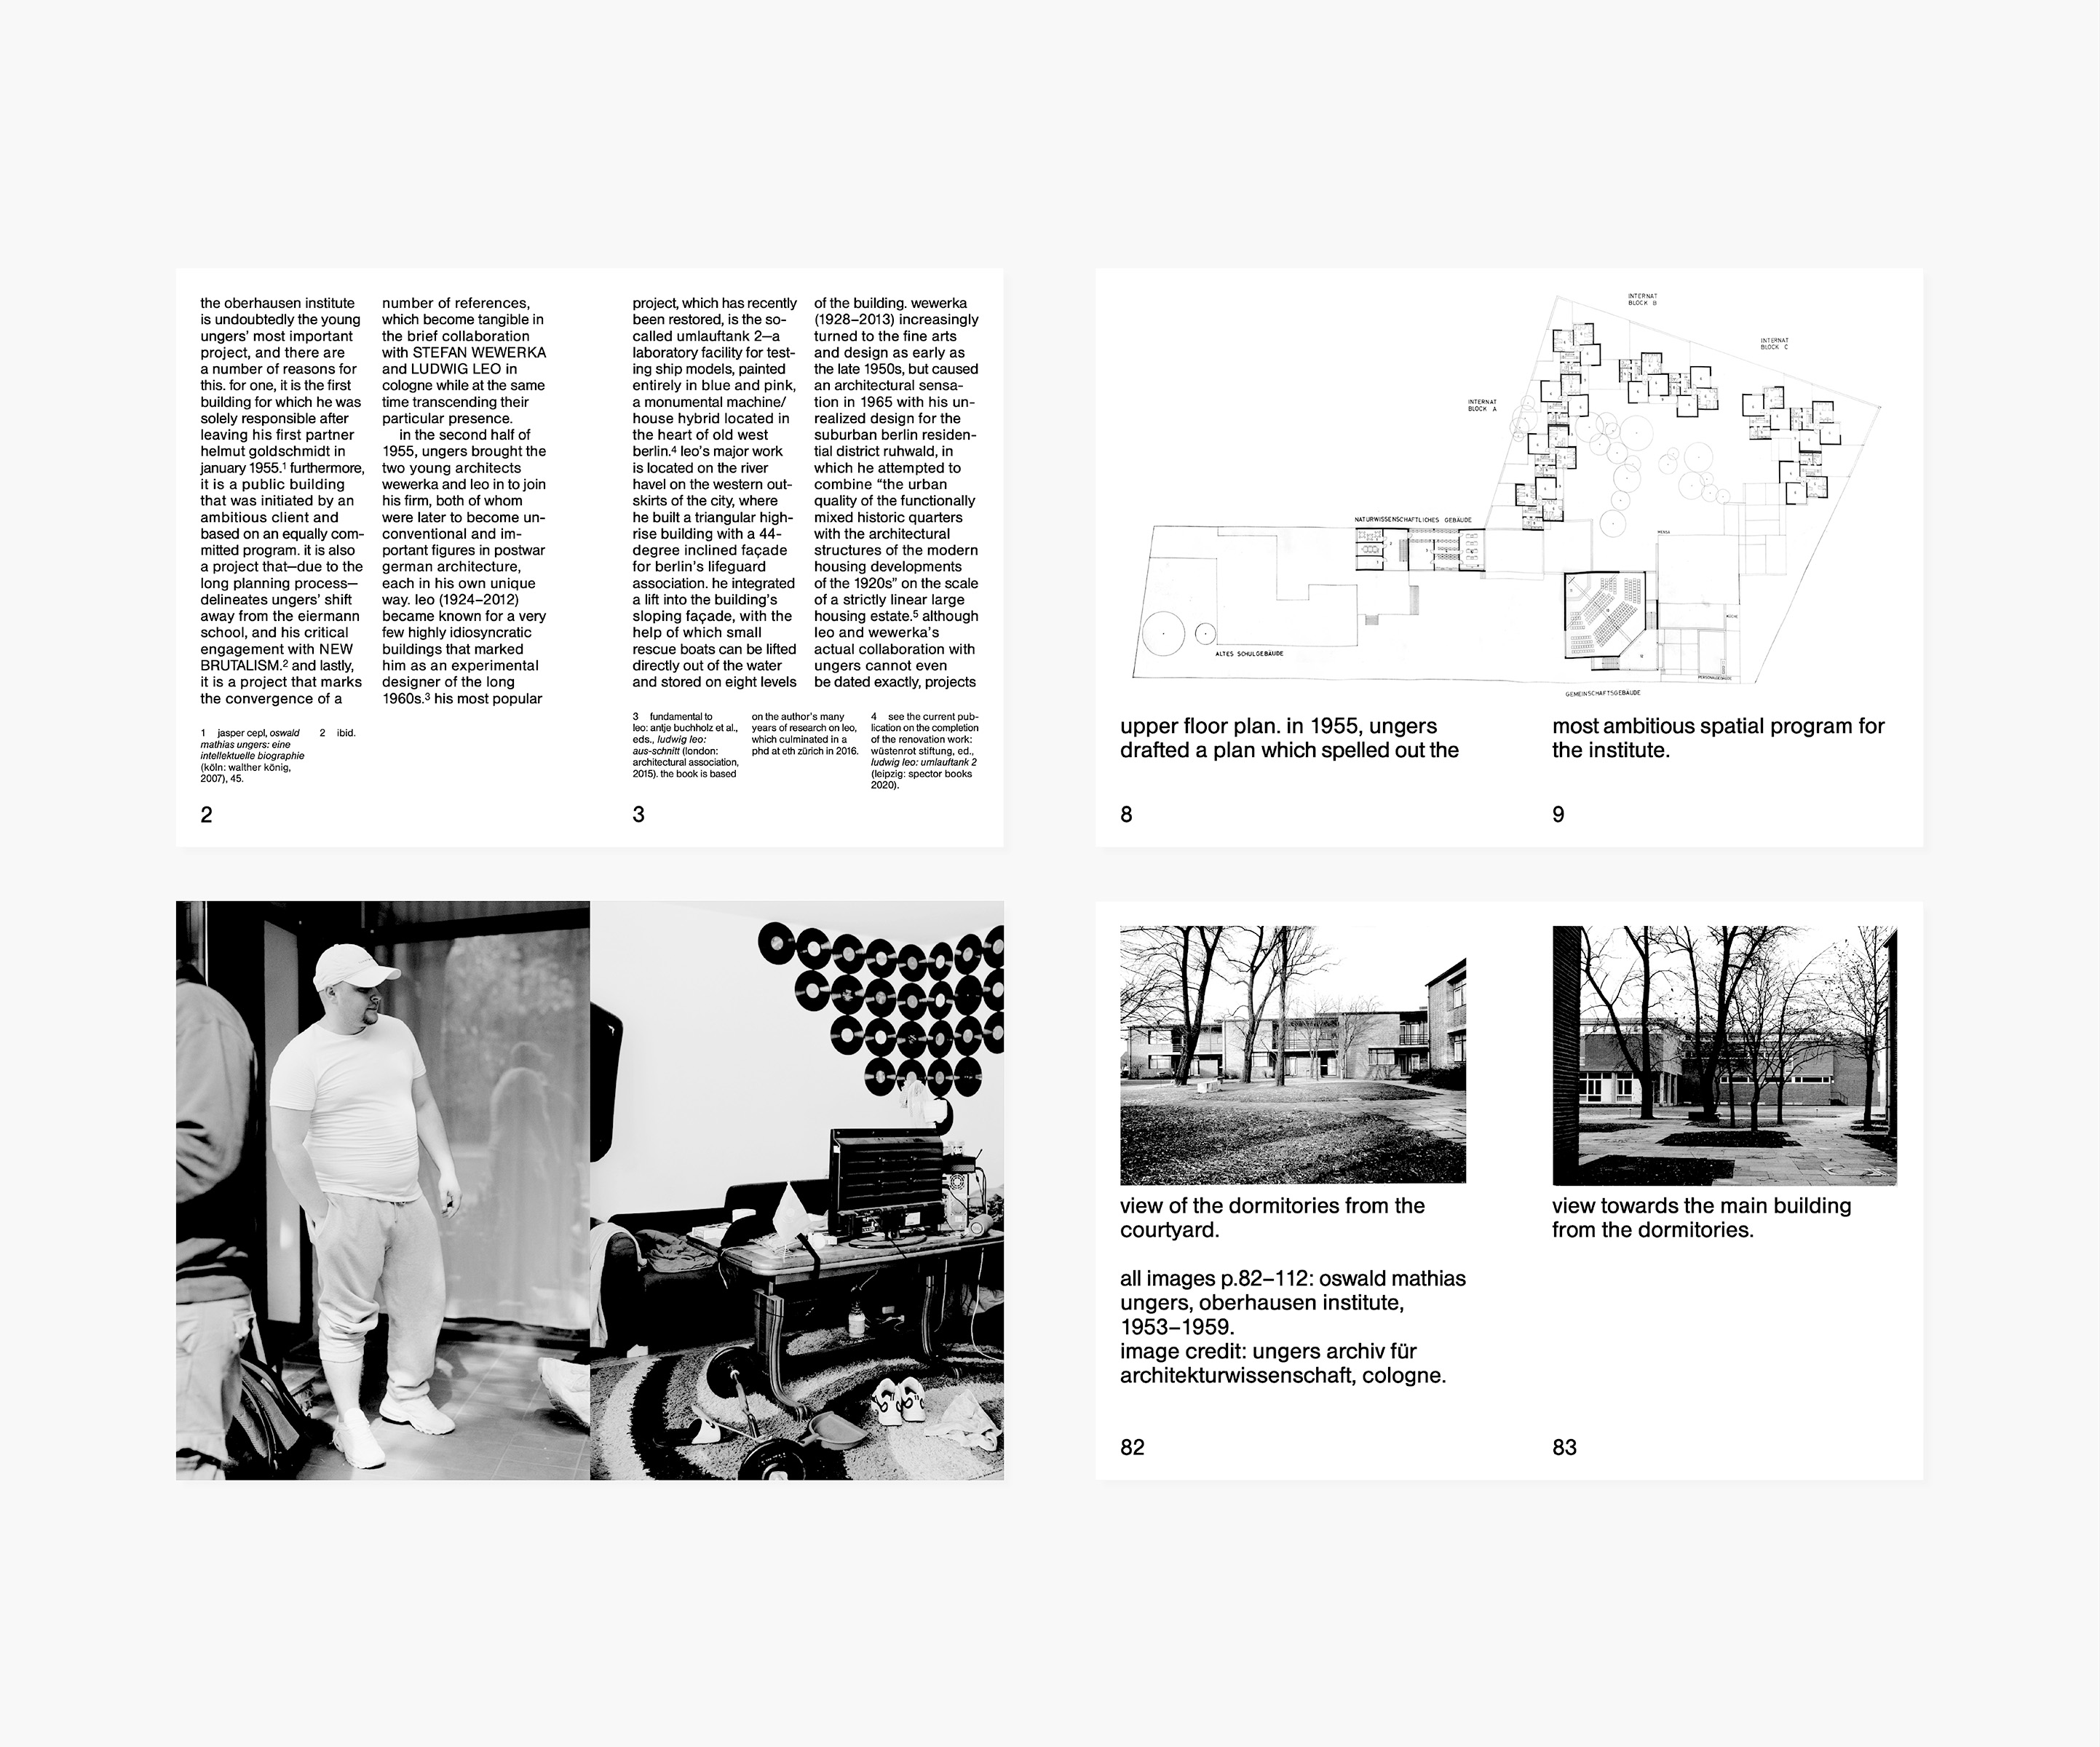 the oberhausen institute
is undoubtedly the young
ungers’ most important
project, and there are
a number of reasons for
this. for one, it is the first
building for which he was
solely responsible after
leaving his first partner
helmut goldschmidt in
january 1955.1 furthermore,
it is a public building
that was initiated by an
ambitious client and
based on an equally com-
mitted program. it is also
a project that—due to the
long planning process—
delineates ungers’ shift
away from the eiermann
school, and his critical
engagement with NEW
BRUTALISM.2 and lastly,
it is a project that marks
the convergence of a
number of references,
which become tangible in
the brief collaboration
with STEFAN WEWERKA
and LUDWIG LEO in
cologne while at the same
time transcending their
particular presence.
in the second half of
1955, ungers brought the
two young architects
wewerka and leo in to join
his firm, both of whom
were later to become un-
conventional and im-
portant figures in postwar
german architecture,
each in his own unique
way. leo (1924–2012)
became known for a very
few highly idiosyncratic
buildings that marked
him as an experimental
designer of the long
1960s.3 his most popular
1 jasper cepl, oswald
mathias ungers: eine
intellektuelle biographie
(köln: walther könig,
2007), 45.
2 ibid.
2
project, which has recently
been restored, is the so-
called umlauftank 2—a
laboratory facility for test-
ing ship models, painted
entirely in blue and pink,
a monumental machine/
house hybrid located in
the heart of old west
berlin.4 leo’s major work
is located on the river
havel on the western out-
skirts of the city, where
he built a triangular high-
rise building with a 44-
degree inclined façade
for berlin’s lifeguard
association. he integrated
a lift into the building’s
sloping façade, with the
help of which small
rescue boats can be lifted
directly out of the water
and stored on eight levels
of the building. wewerka
(1928–2013) increasingly
turned to the fine arts
and design as early as
the late 1950s, but caused
an architectural sensa-
tion in 1965 with his un-
realized design for the
suburban berlin residen-
tial district ruhwald, in
which he attempted to
combine “the urban
quality of the functionally
mixed historic quarters
with the architectural
structures of the modern
housing developments
of the 1920s” on the scale
of a strictly linear large
housing estate.5 although
leo and wewerka’s
actual collaboration with
ungers cannot even
be dated exactly, projects
3 fundamental to
leo: antje buchholz et al.,
eds., ludwig leo:
aus-schnitt (london:
architectural association,
2015). the book is based
on the author’s many
years of research on leo,
which culminated in a
phd at eth zürich in 2016.
4 see the current pub-
lication on the completion
of the renovation work:
wüstenrot stiftung, ed.,
ludwig leo: umlauftank 2
(leipzig: spector books
2020).
3
INTERNAT
BLOCK B
INTERNAT
BLOCK C
INTERNAT
BLOCK A
NATURWISSENSCHAFTLICHES GEBÄUDE
MENSA
ALTES SCHULGEBÄUDE
GEMEINSCHAFTSGEBÄUDE
upper floor plan. in 1955, ungers
drafted a plan which spelled out the
8
most ambitious spatial program for
the institute.
9
view of the dormitories from the
courtyard.
all images p.82–112: oswald mathias
ungers, oberhausen institute,
1953–1959.
image credit: ungers archiv für
architekturwissenschaft, cologne.
82
view towards the main building
from the dormitories.
83